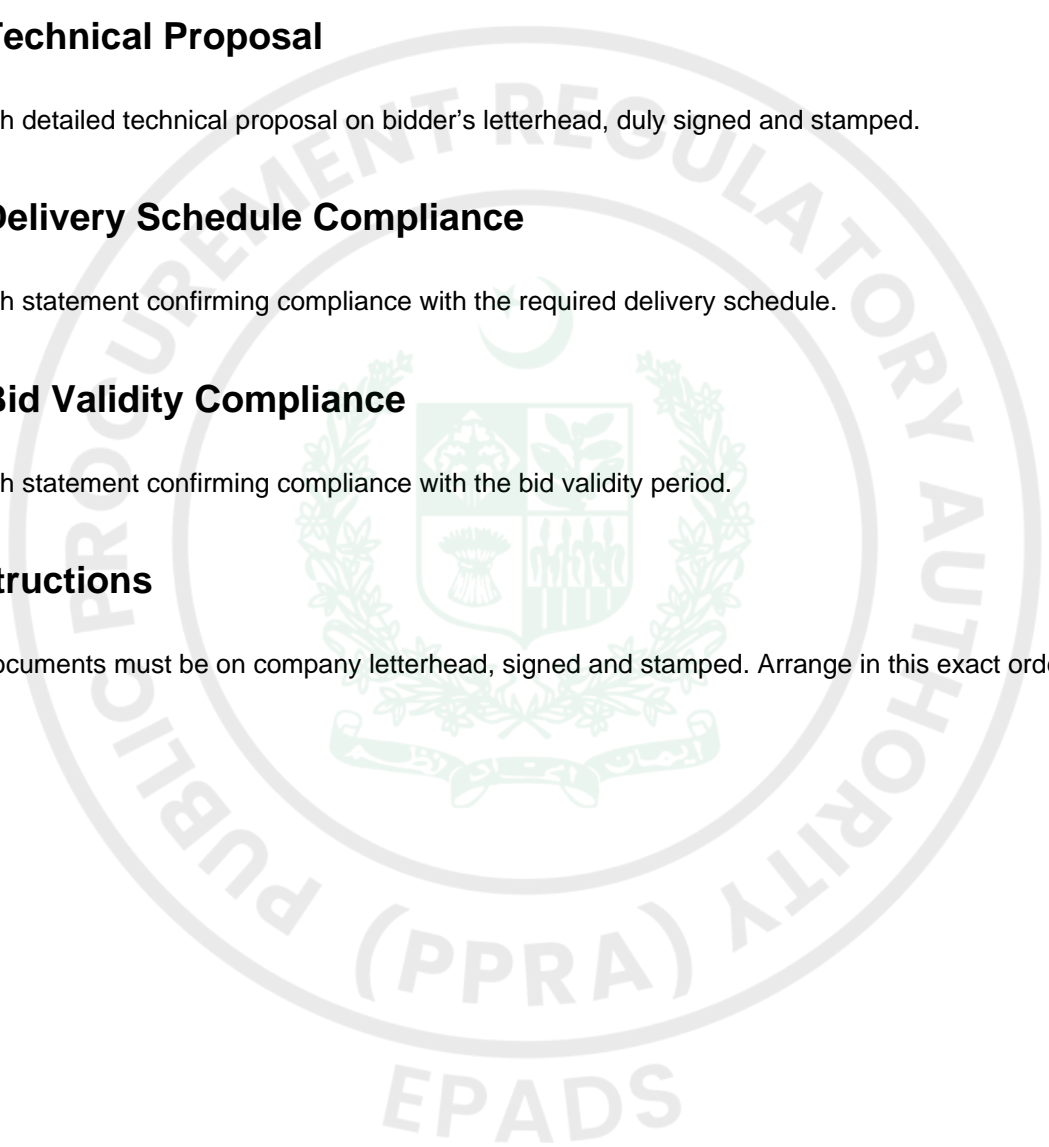 Technical Proposal
h detailed technical proposal on bidder's letterhead, duly signed and stamped.
Delivery Schedule Compliance
h statement confirming compliance with the required delivery schedule.
Bid Validity Compliance
h statement confirming compliance with the bid validity period.
tructions
ocuments must be on company letterhead, signed and stamped. Arrange in this exact orde
PUBLIC PROCUREMENT REGULATORY AUTHORITY
(PPRA)
EPADS